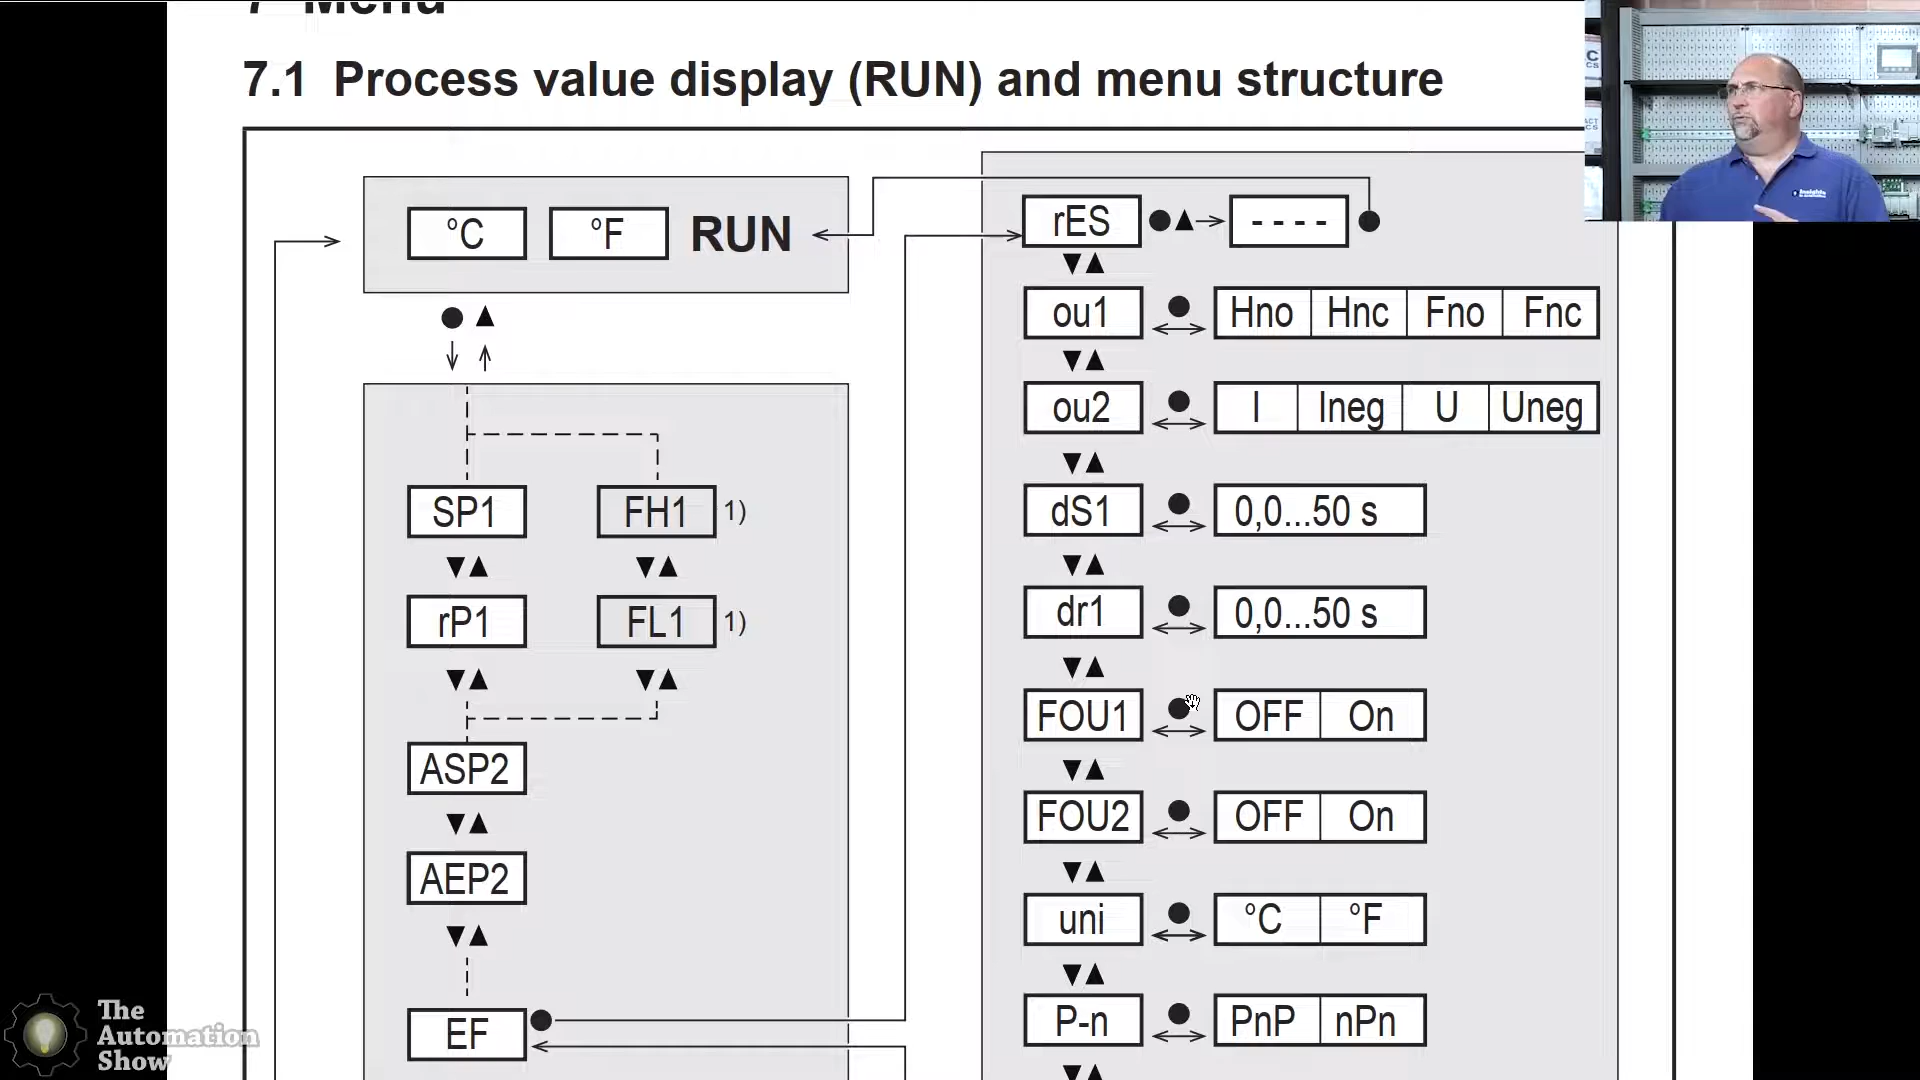 7.1 Process value display (RUN) and menu structure
°C °F RUN
SP1 FH1 1)
rP1 FL1 1)
ASP2
AEP2
EF
rES - - - -
ou1 Hno Hnc Fno Fnc
ou2 I Ineg U Uneg
dS1 0,0...50 s
dr1 0,0...50 s
FOU1 OFF On
FOU2 OFF On
uni °C °F
P-n PnP nPn
The
Automation
Show